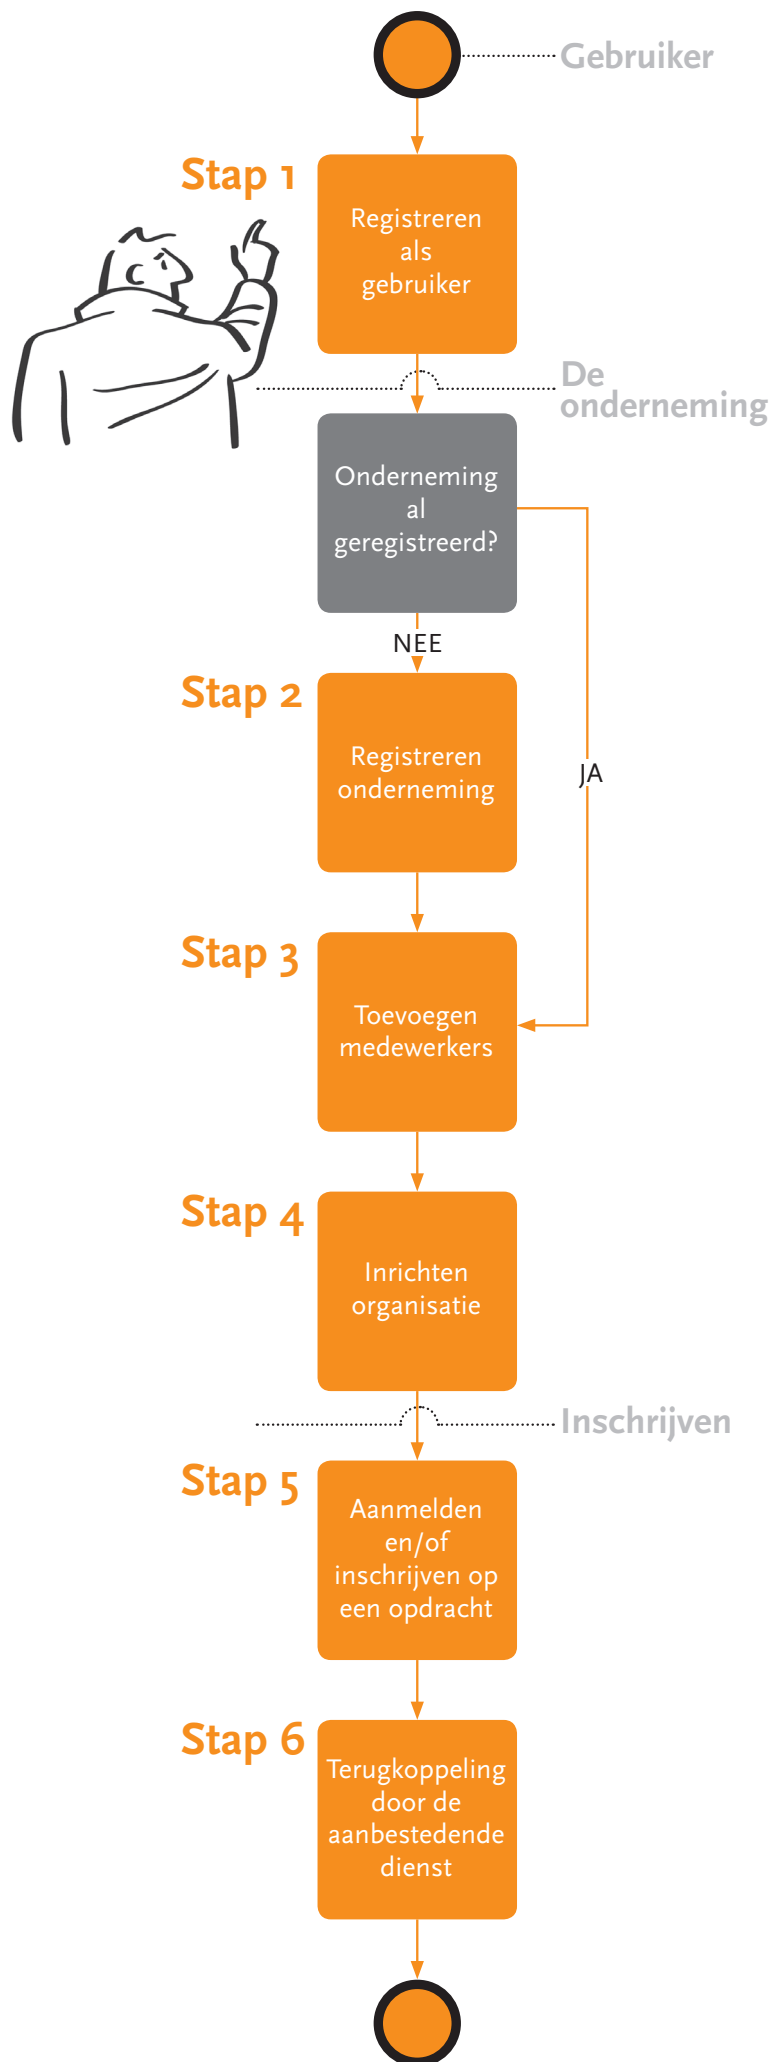 Gebruiker
Stap 1
Registreren
als
gebruiker
De
onderneming
Onderneming
al
geregistreerd?
NEE
Stap 2
Registreren
onderneming
JA
Stap 3
Toevoegen
medewerkers
Stap 4
Inrichten
organisatie
Inschrijven
Stap 5
Aanmelden
en/of
inschrijven op
een opdracht
Stap 6
Terugkoppeling
door de
aanbestedende
dienst